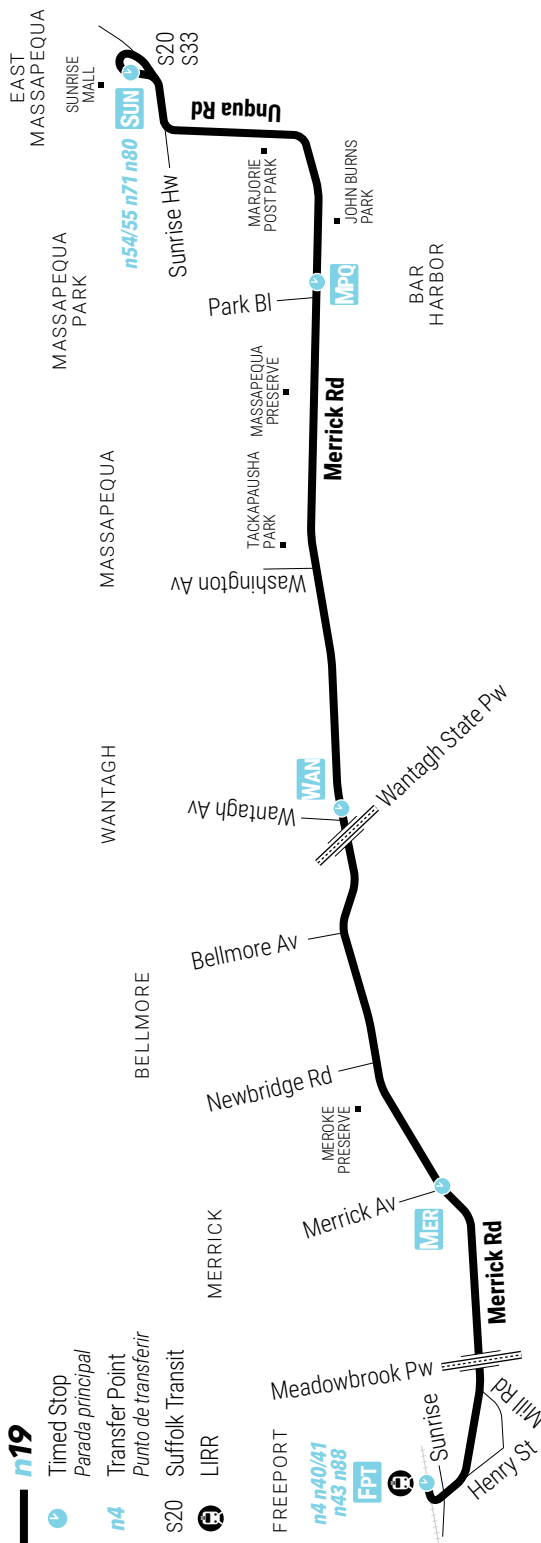 n19
Timed Stop
Parada principal
n4
Transfer Point
Punto de transferir
S20
Suffolk Transit
LIRR
FREEPORT
n4 n40/41
n43 n88
FPT
Sunrise
Henry St
Mill Rd
Meadowbrook Pw
Merrick Rd
MERRICK
MER
Merrick Av
MEROKE
PRESERVE
Newbridge Rd
BELLMORE
Bellmore Av
WANTAGH
Wantagh State Pw
Wantagh Av
WAN
MASSAPEQUA
Washington Av
TACKAPAUSHA
PARK
MASSAPEQUA
PRESERVE
Merrick Rd
MASSAPEQUA
PARK
Park Bl
MPQ
BAR
HARBOR
JOHN BURNS
PARK
MARJORIE
POST PARK
Unqua Rd
Sunrise Hw
n54/55 n71 n80
SUN
SUNRISE
MALL
EAST
MASSAPEQUA
S20
S33